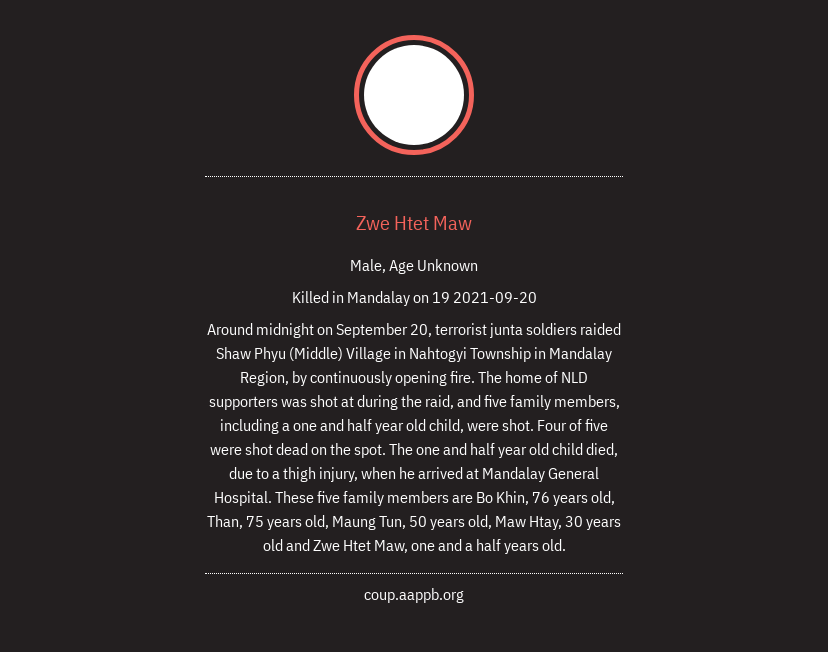 Zwe Htet Maw
Male, Age Unknown
Killed in Mandalay on 19 2021-09-20
Around midnight on September 20, terrorist junta soldiers raided
Shaw Phyu (Middle) Village in Nahtogyi Township in Mandalay
Region, by continuously opening fire. The home of NLD
supporters was shot at during the raid, and five family members,
including a one and half year old child, were shot. Four of five
were shot dead on the spot. The one and half year old child died,
due to a thigh injury, when he arrived at Mandalay General
Hospital. These five family members are Bo Khin, 76 years old,
Than, 75 years old, Maung Tun, 50 years old, Maw Htay, 30 years
old and Zwe Htet Maw, one and a half years old.
coup.aappb.org